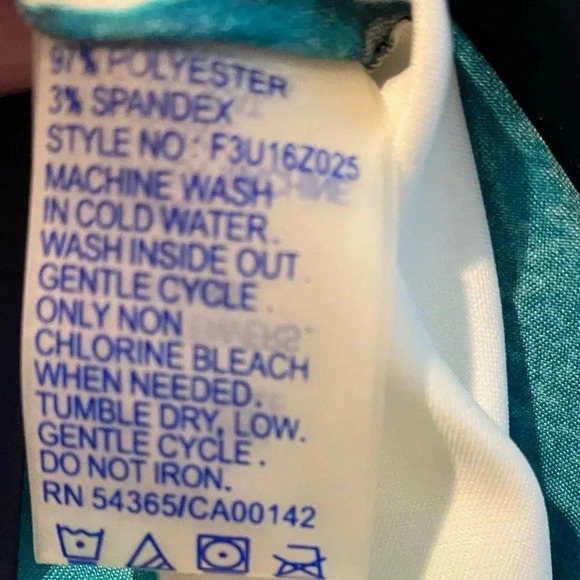 97% POLYESTER
3% SPANDEX
STYLE NO : F3U16Z025
MACHINE WASH
IN COLD WATER.
WASH INSIDE OUT.
GENTLE CYCLE.
ONLY NON
CHLORINE BLEACH
WHEN NEEDED.
TUMBLE DRY, LOW.
GENTLE CYCLE.
DO NOT IRON.
RN 54365/CA00142